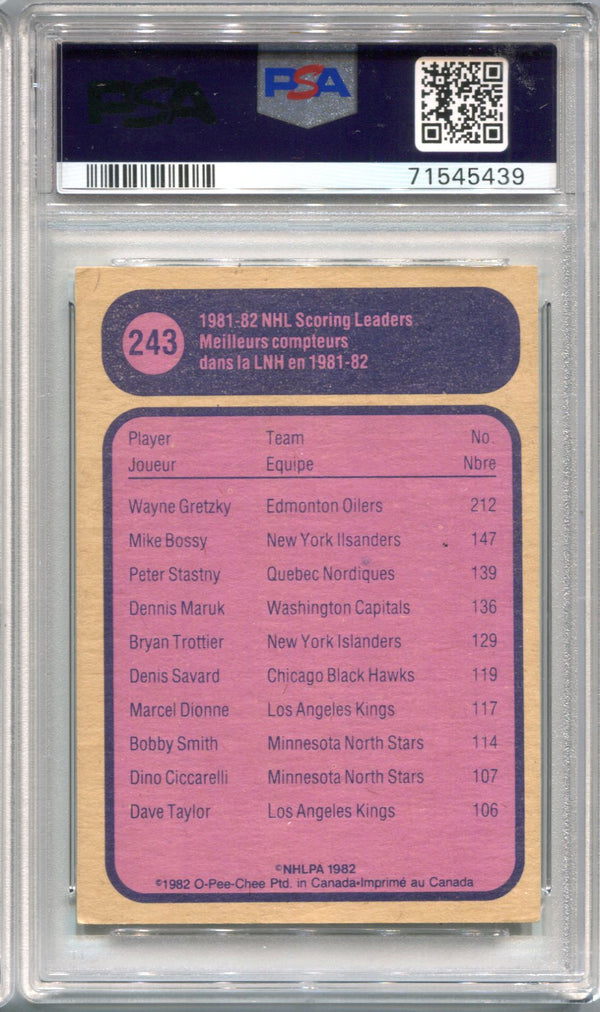 PSA
PSA
71545439
243
1981-82 NHL Scoring Leaders
Meilleurs compteurs
dans la LNH en 1981-82
Player Team No.
Joueur Equipe Nbre
Wayne Gretzky Edmonton Oilers 212
Mike Bossy New York Ilsanders 147
Peter Stastny Quebec Nordiques 139
Dennis Maruk Washington Capitals 136
Bryan Trottier New York Islanders 129
Denis Savard Chicago Black Hawks 119
Marcel Dionne Los Angeles Kings 117
Bobby Smith Minnesota North Stars 114
Dino Ciccarelli Minnesota North Stars 107
Dave Taylor Los Angeles Kings 106
©NHLPA 1982
©1982 O-Pee-Chee Ptd. in Canada•Imprimé au Canada